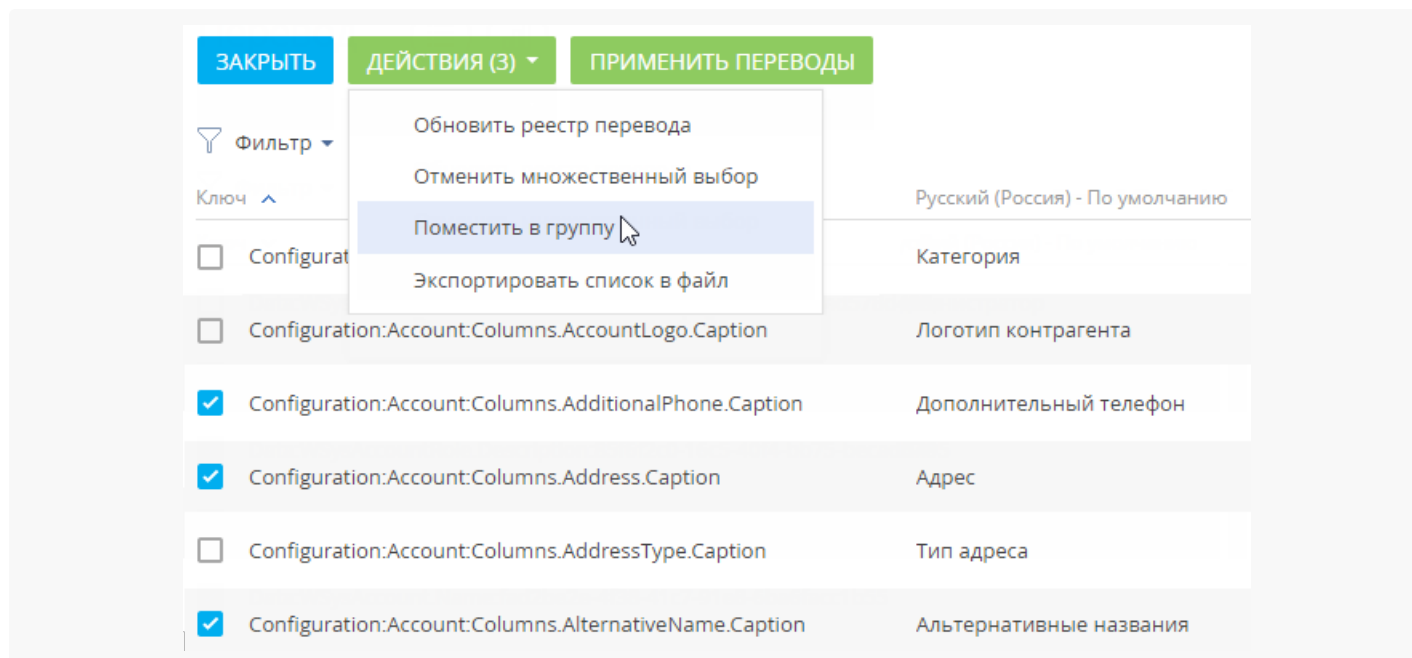 ЗАКРЫТЬ ДЕЙСТВИЯ (3) ПРИМЕНИТЬ ПЕРЕВОДЫ
Обновить реестр перевода
Фильтр
Отменить множественный выбор
Ключ Русский (Россия) - По умолчанию
Поместить в группу
Configurat Категория
Экспортировать список в файл
Configuration:Account:Columns.AccountLogo.Caption Логотип контрагента
Configuration:Account:Columns.AdditionalPhone.Caption Дополнительный телефон
Configuration:Account:Columns.Address.Caption Адрес
Configuration:Account:Columns.AddressType.Caption Тип адреса
Configuration:Account:Columns.AlternativeName.Caption Альтернативные названия